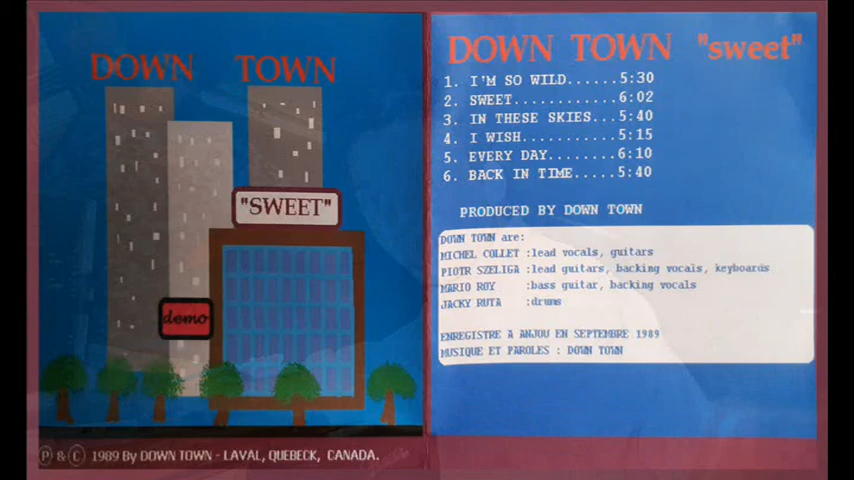 DOWN TOWN
"SWEET"
demo
P & C 1989 By DOWN TOWN - LAVAL, QUEBECK, CANADA.
DOWN TOWN "sweet"
1. I'M SO WILD......5:30
2. SWEET............6:02
3. IN THESE SKIES...5:40
4. I WISH...........5:15
5. EVERY DAY........6:10
6. BACK IN TIME.....5:40
PRODUCED BY DOWN TOWN
DOWN TOWN are:
MICHEL COLLET :lead vocals, guitars
PIOTR SZELIGA :lead guitars, backing vocals, keyboards
MARIO ROY :bass guitar, backing vocals
JACKY RUTA :drums
ENREGISTRE A ANJOU EN SEPTEMBRE 1989
MUSIQUE ET PAROLES : DOWN TOWN